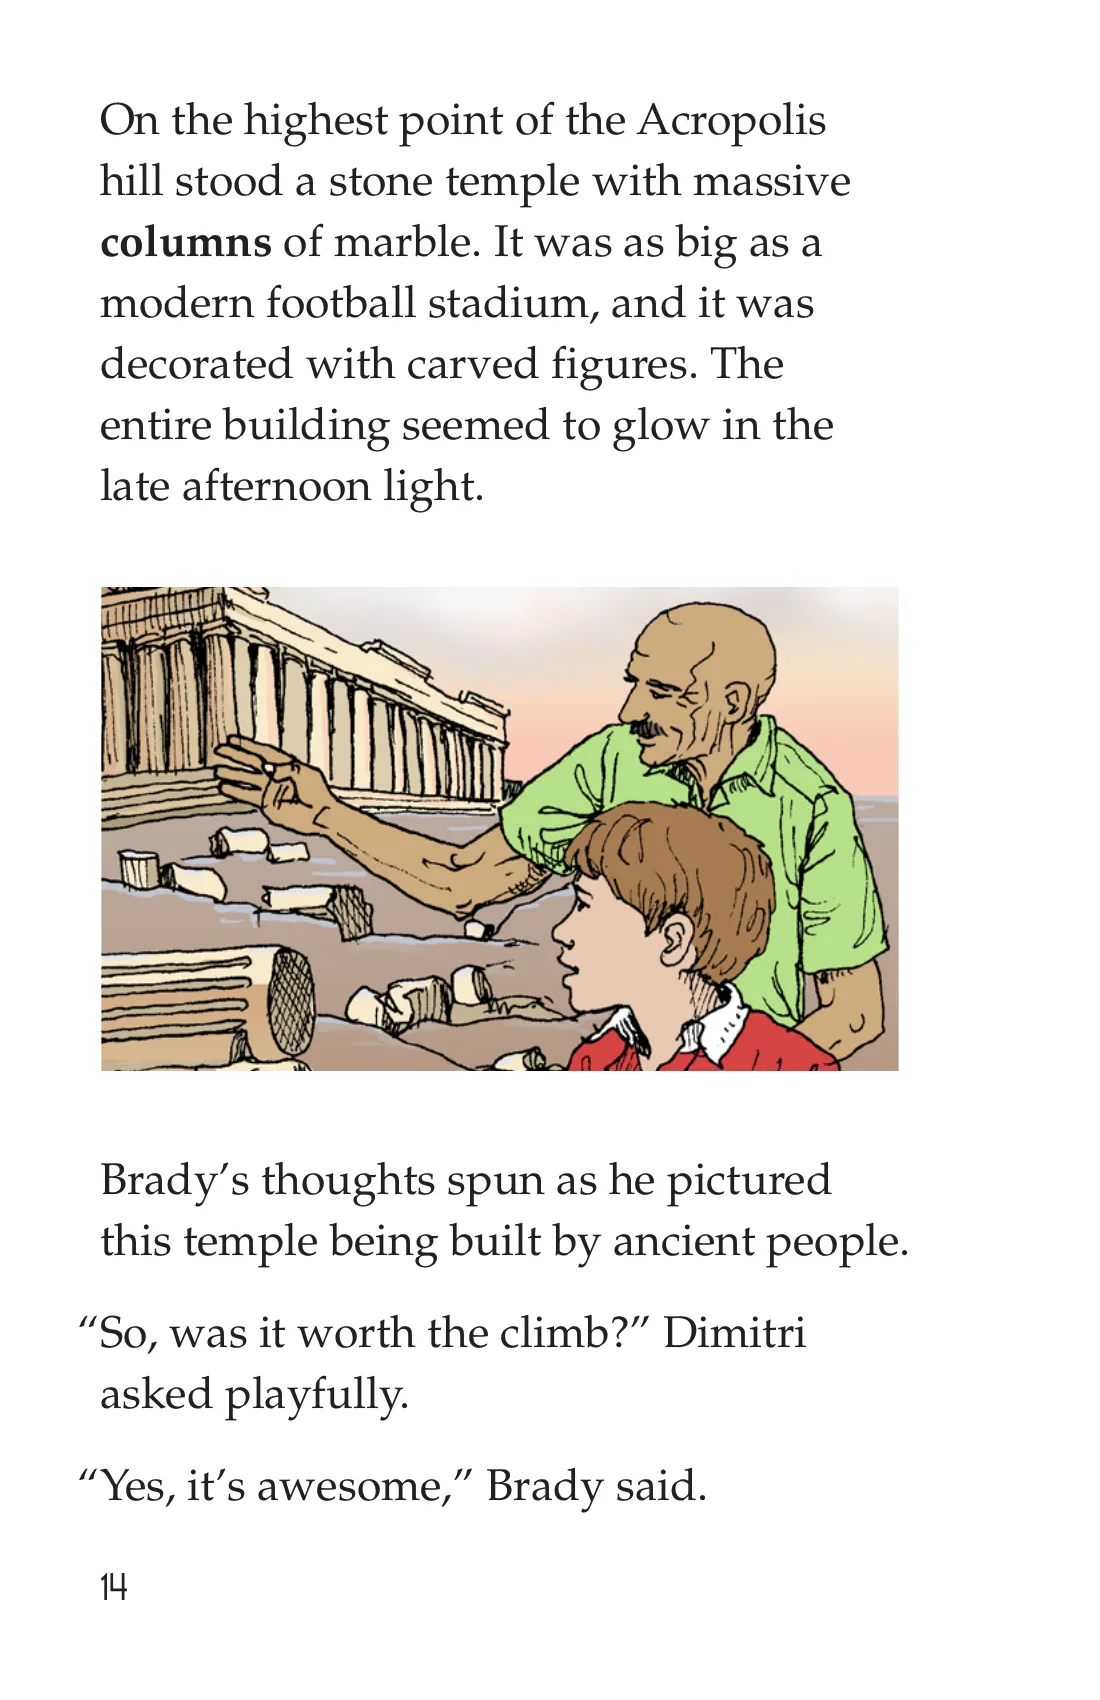 On the highest point of the Acropolis
hill stood a stone temple with massive
columns of marble. It was as big as a
modern football stadium, and it was
decorated with carved figures. The
entire building seemed to glow in the
late afternoon light.
Brady’s thoughts spun as he pictured
this temple being built by ancient people.
“So, was it worth the climb?” Dimitri
asked playfully.
“Yes, it’s awesome,” Brady said.
14